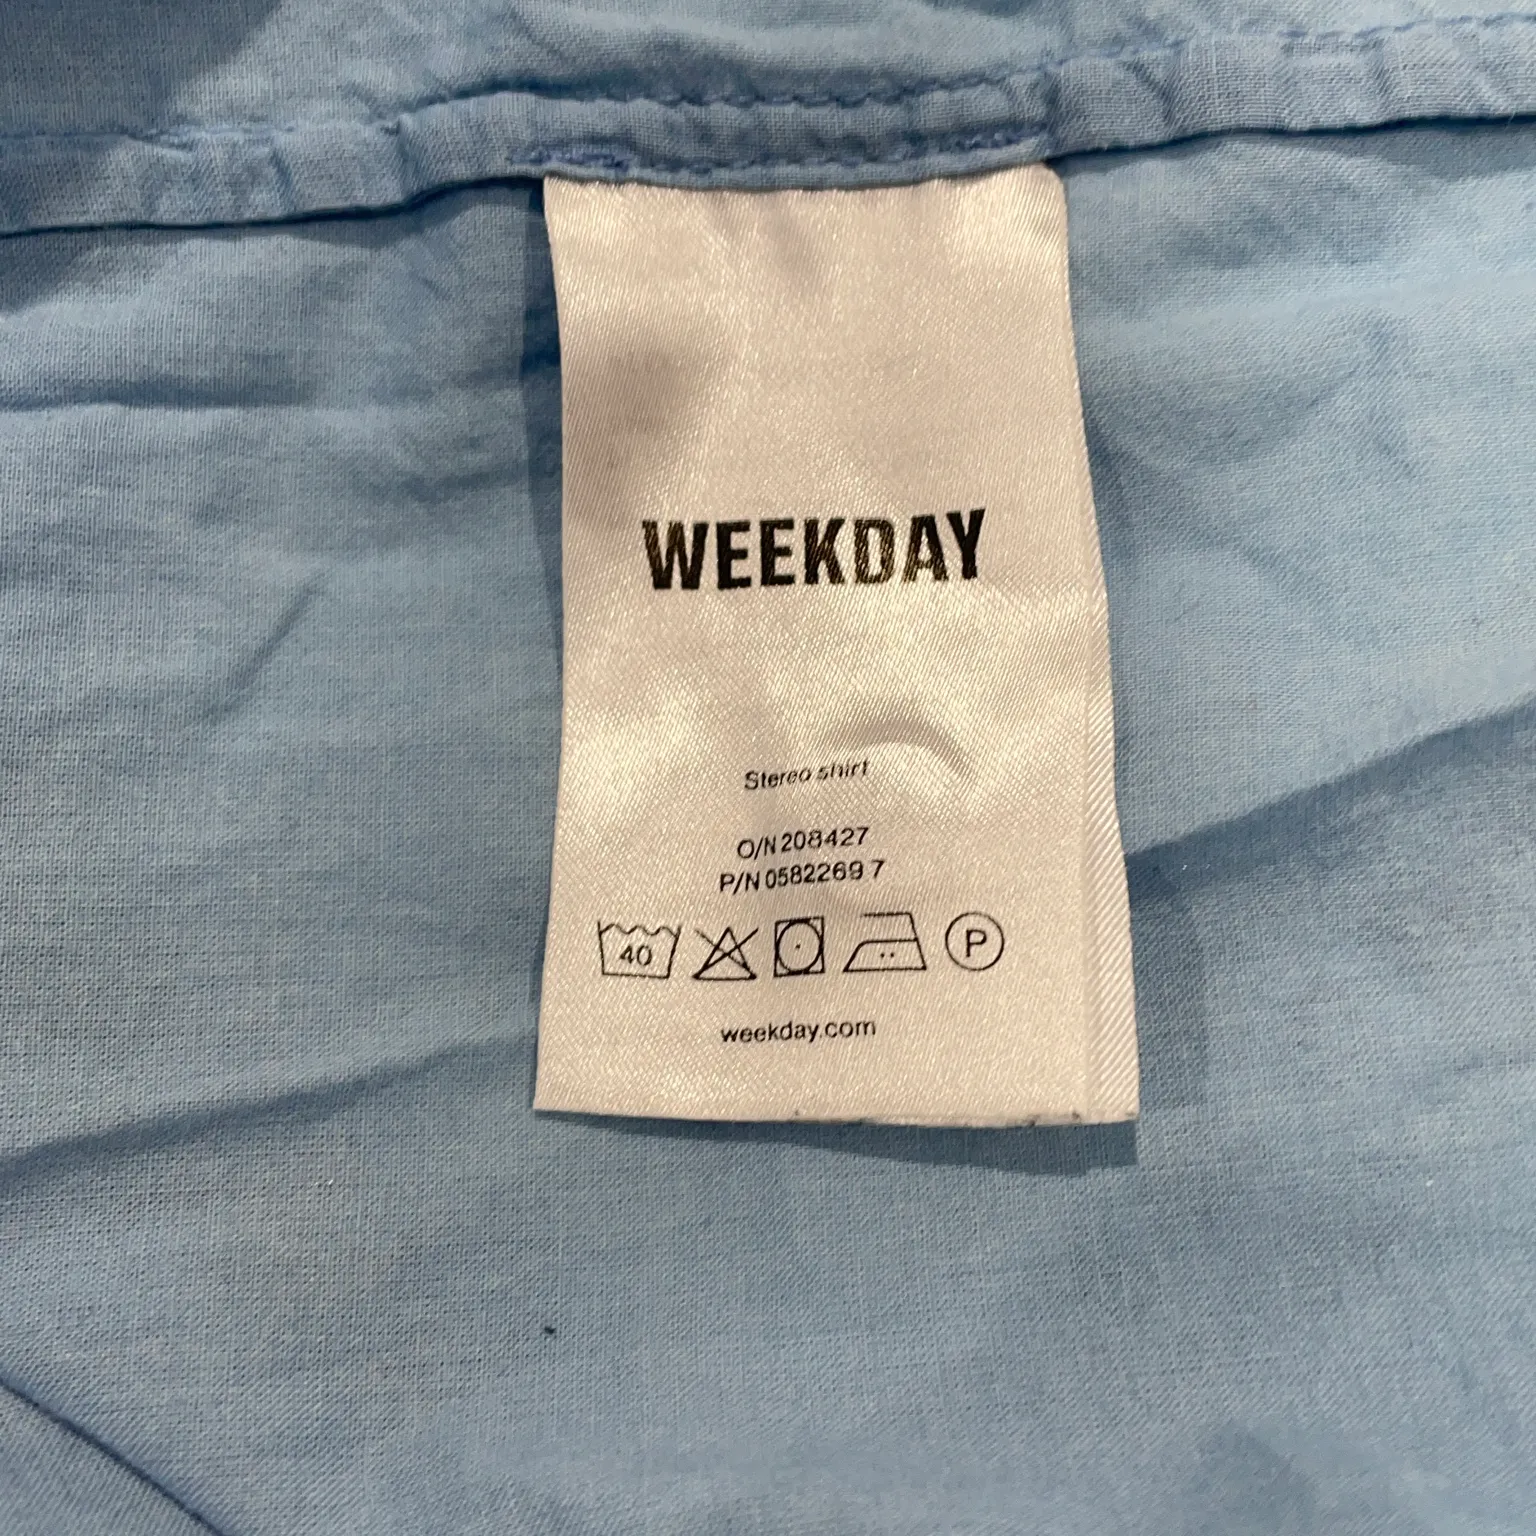 WEEKDAY
Stereo shirt
O/N 208427
P/N 0582269 7
40 P
weekday.com